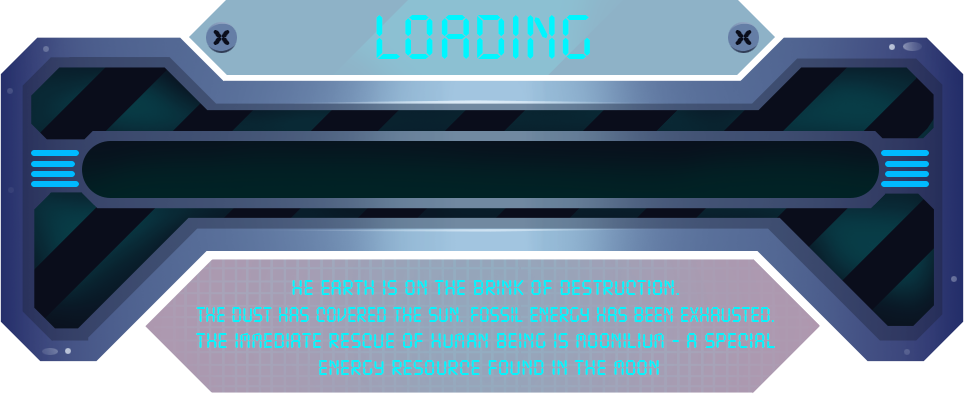 LOADING
HE EARTH IS ON THE BRINK OF DESTRUCTION.
THE DUST HAS COVERED THE SUN. FOSSIL ENERGY HAS BEEN EXHAUSTED.
THE IMMEDIATE RESCUE OF HUMAN BEING IS MOONILIUM - A SPECIAL
ENERGY RESOURCE FOUND IN THE MOON